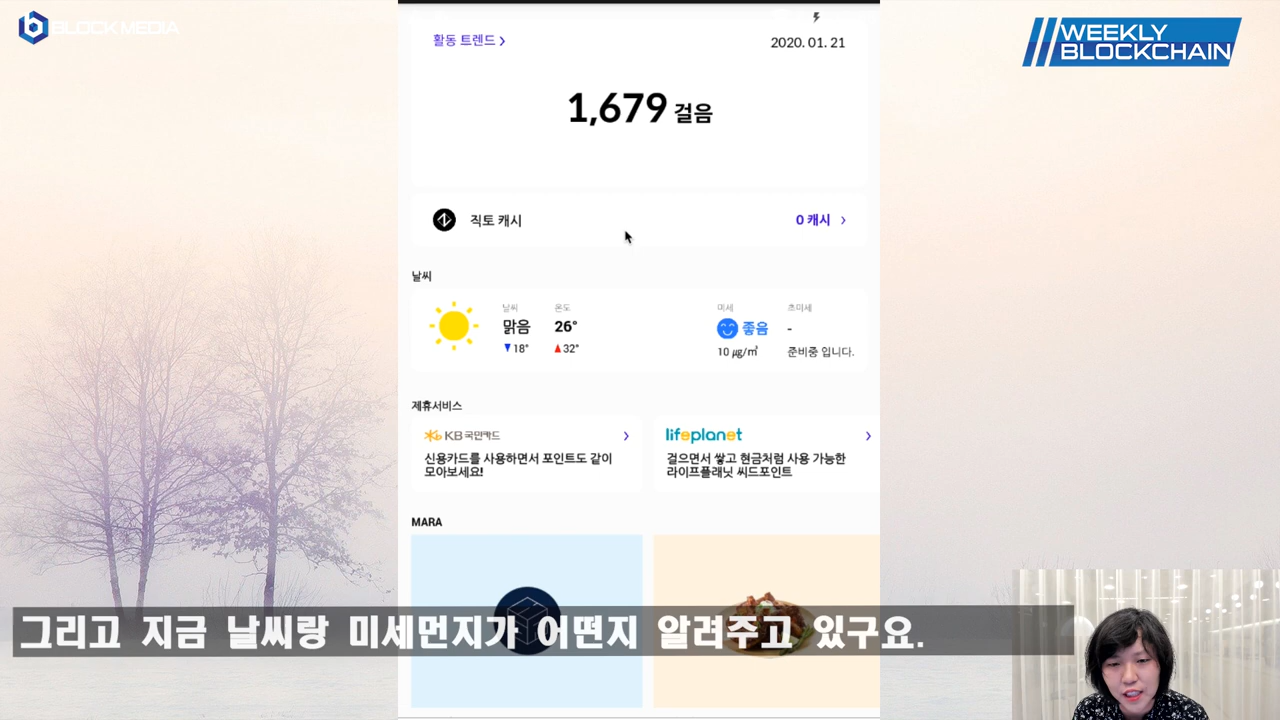 BLOCK MEDIA
WEEKLY
BLOCKCHAIN
활동 트렌드 >
2020. 01. 21
1,679 걸음
직토 캐시
0 캐시 >
날씨
날씨 온도 미세 초미세
맑음 26° 좋음 -
▼18° ▲32° 10 μg/㎥ 준비중 입니다.
제휴서비스
KB 국민카드 >
신용카드를 사용하면서 포인트도 같이
모아보세요!
lifeplanet >
걸으면서 쌓고 현금처럼 사용 가능한
라이프플래닛 씨드포인트
MARA
그리고 지금 날씨랑 미세먼지가 어떤지 알려주고 있구요.